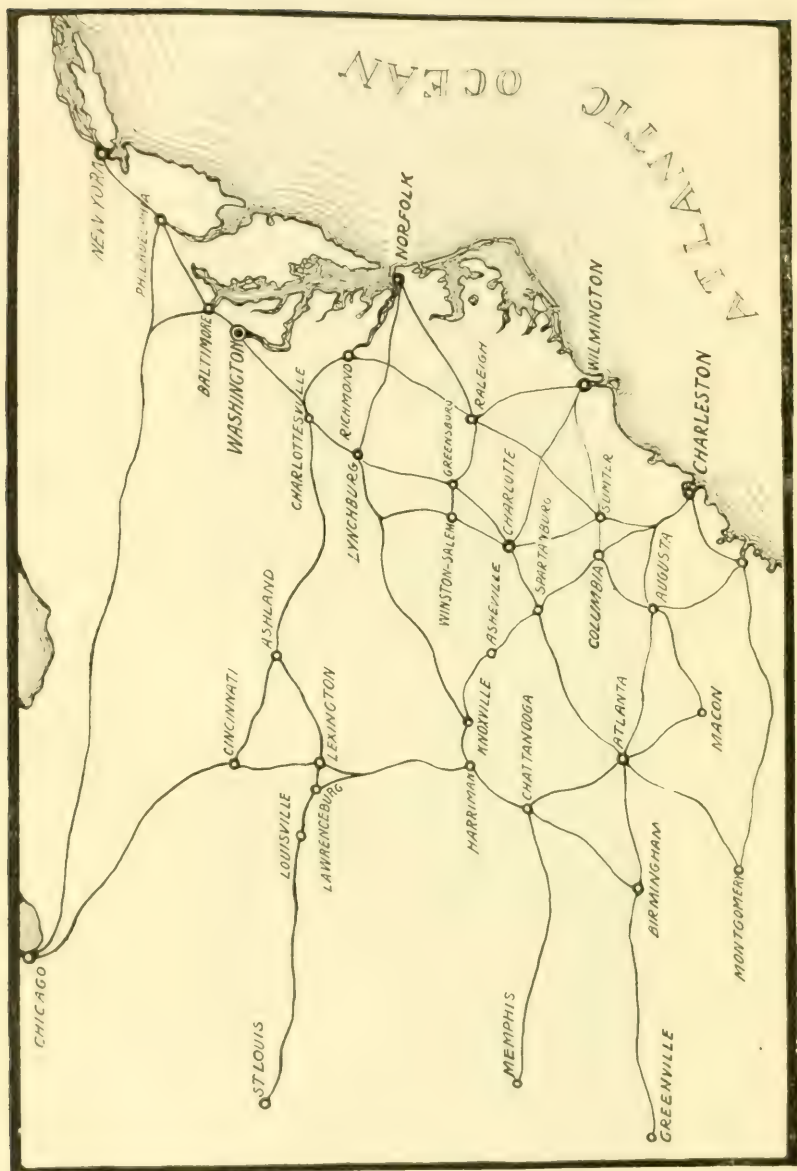 ATLANTIC OCEAN
NEW YORK
PHILADELPHIA
BALTIMORE
WASHINGTON
NORFOLK
RICHMOND
CHARLOTTESVILLE
LYNCHBURG
GREENSBURG
RALEIGH
WILMINGTON
WINSTON-SALEM
CHARLOTTE
SPARTANBURG
SUMTER
CHARLESTON
ASHEVILLE
COLUMBIA
AUGUSTA
ASHLAND
CINCINNATI
LEXINGTON
LOUISVILLE
LAWRENCEBURG
KNOXVILLE
HARRIMAN
CHATTANOOGA
ATLANTA
MACON
BIRMINGHAM
MONTGOMERY
CHICAGO
ST LOUIS
MEMPHIS
GREENVILLE